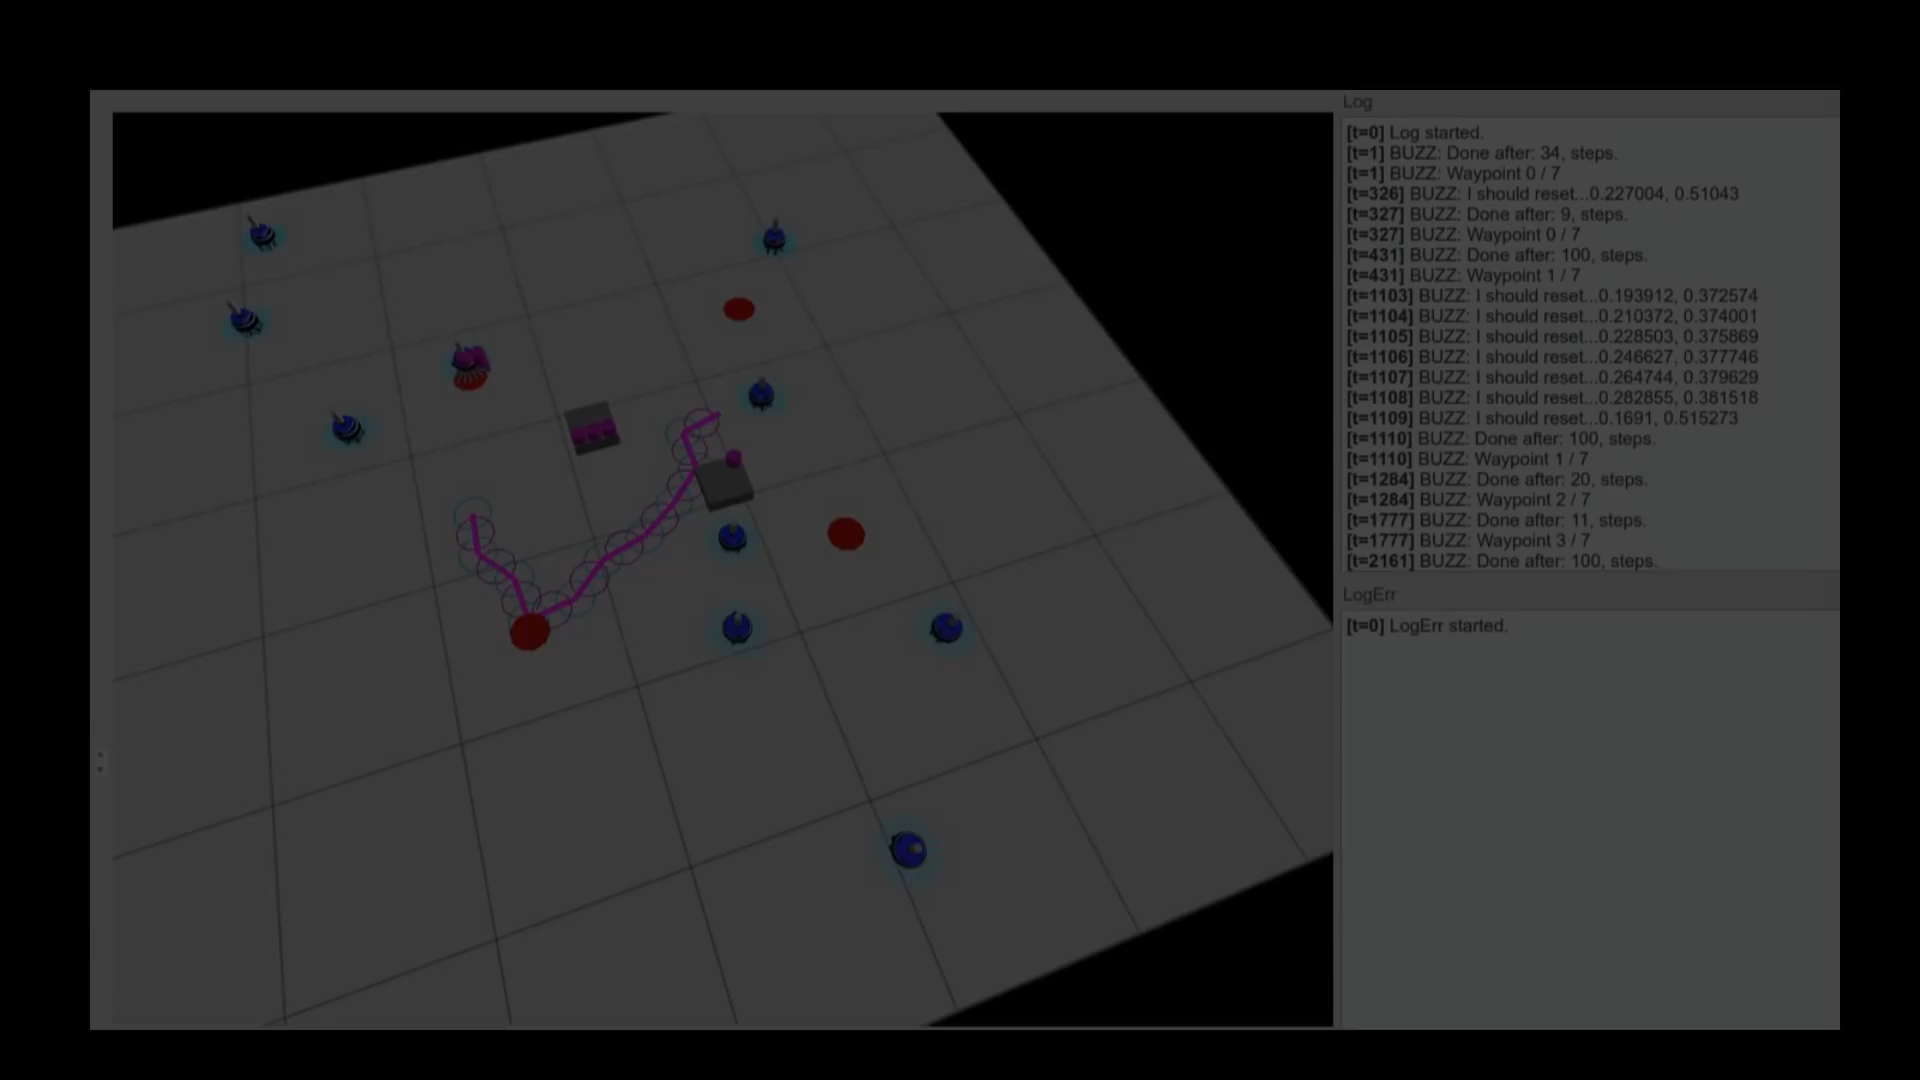 Log
[t=0] Log started.
[t=1] BUZZ: Done after: 34, steps.
[t=1] BUZZ: Waypoint 0 / 7
[t=326] BUZZ: I should reset...0.227004, 0.51043
[t=327] BUZZ: Done after: 9, steps.
[t=327] BUZZ: Waypoint 0 / 7
[t=431] BUZZ: Done after: 100, steps.
[t=431] BUZZ: Waypoint 1 / 7
[t=1103] BUZZ: I should reset...0.193912, 0.372574
[t=1104] BUZZ: I should reset...0.210372, 0.374001
[t=1105] BUZZ: I should reset...0.228503, 0.375869
[t=1106] BUZZ: I should reset...0.246627, 0.377746
[t=1107] BUZZ: I should reset...0.264744, 0.379629
[t=1108] BUZZ: I should reset...0.282855, 0.381518
[t=1109] BUZZ: I should reset...0.1691, 0.515273
[t=1110] BUZZ: Done after: 100, steps.
[t=1110] BUZZ: Waypoint 1 / 7
[t=1284] BUZZ: Done after: 20, steps.
[t=1284] BUZZ: Waypoint 2 / 7
[t=1777] BUZZ: Done after: 11, steps.
[t=1777] BUZZ: Waypoint 3 / 7
[t=2161] BUZZ: Done after: 100, steps.
LogErr
[t=0] LogErr started.